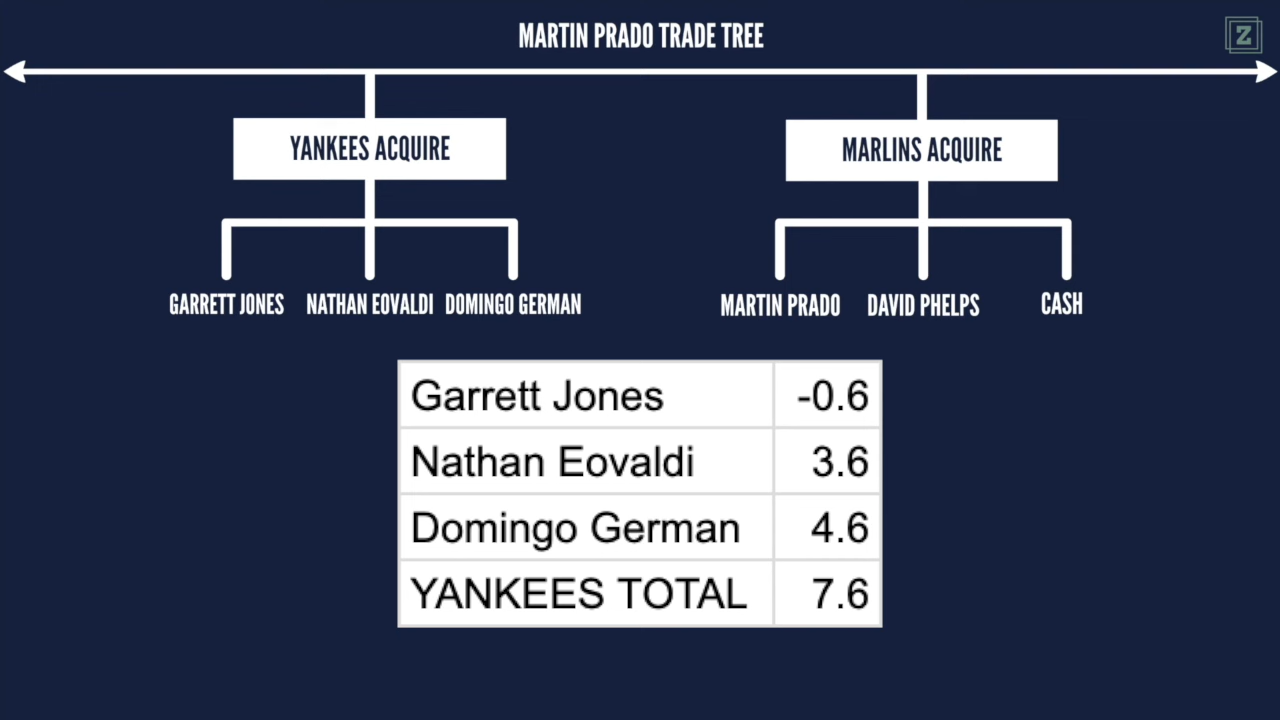 MARTIN PRADO TRADE TREE
Z
YANKEES ACQUIRE
MARLINS ACQUIRE
GARRETT JONES NATHAN EOVALDI DOMINGO GERMAN
MARTIN PRADO DAVID PHELPS CASH
Garrett Jones -0.6
Nathan Eovaldi 3.6
Domingo German 4.6
YANKEES TOTAL 7.6